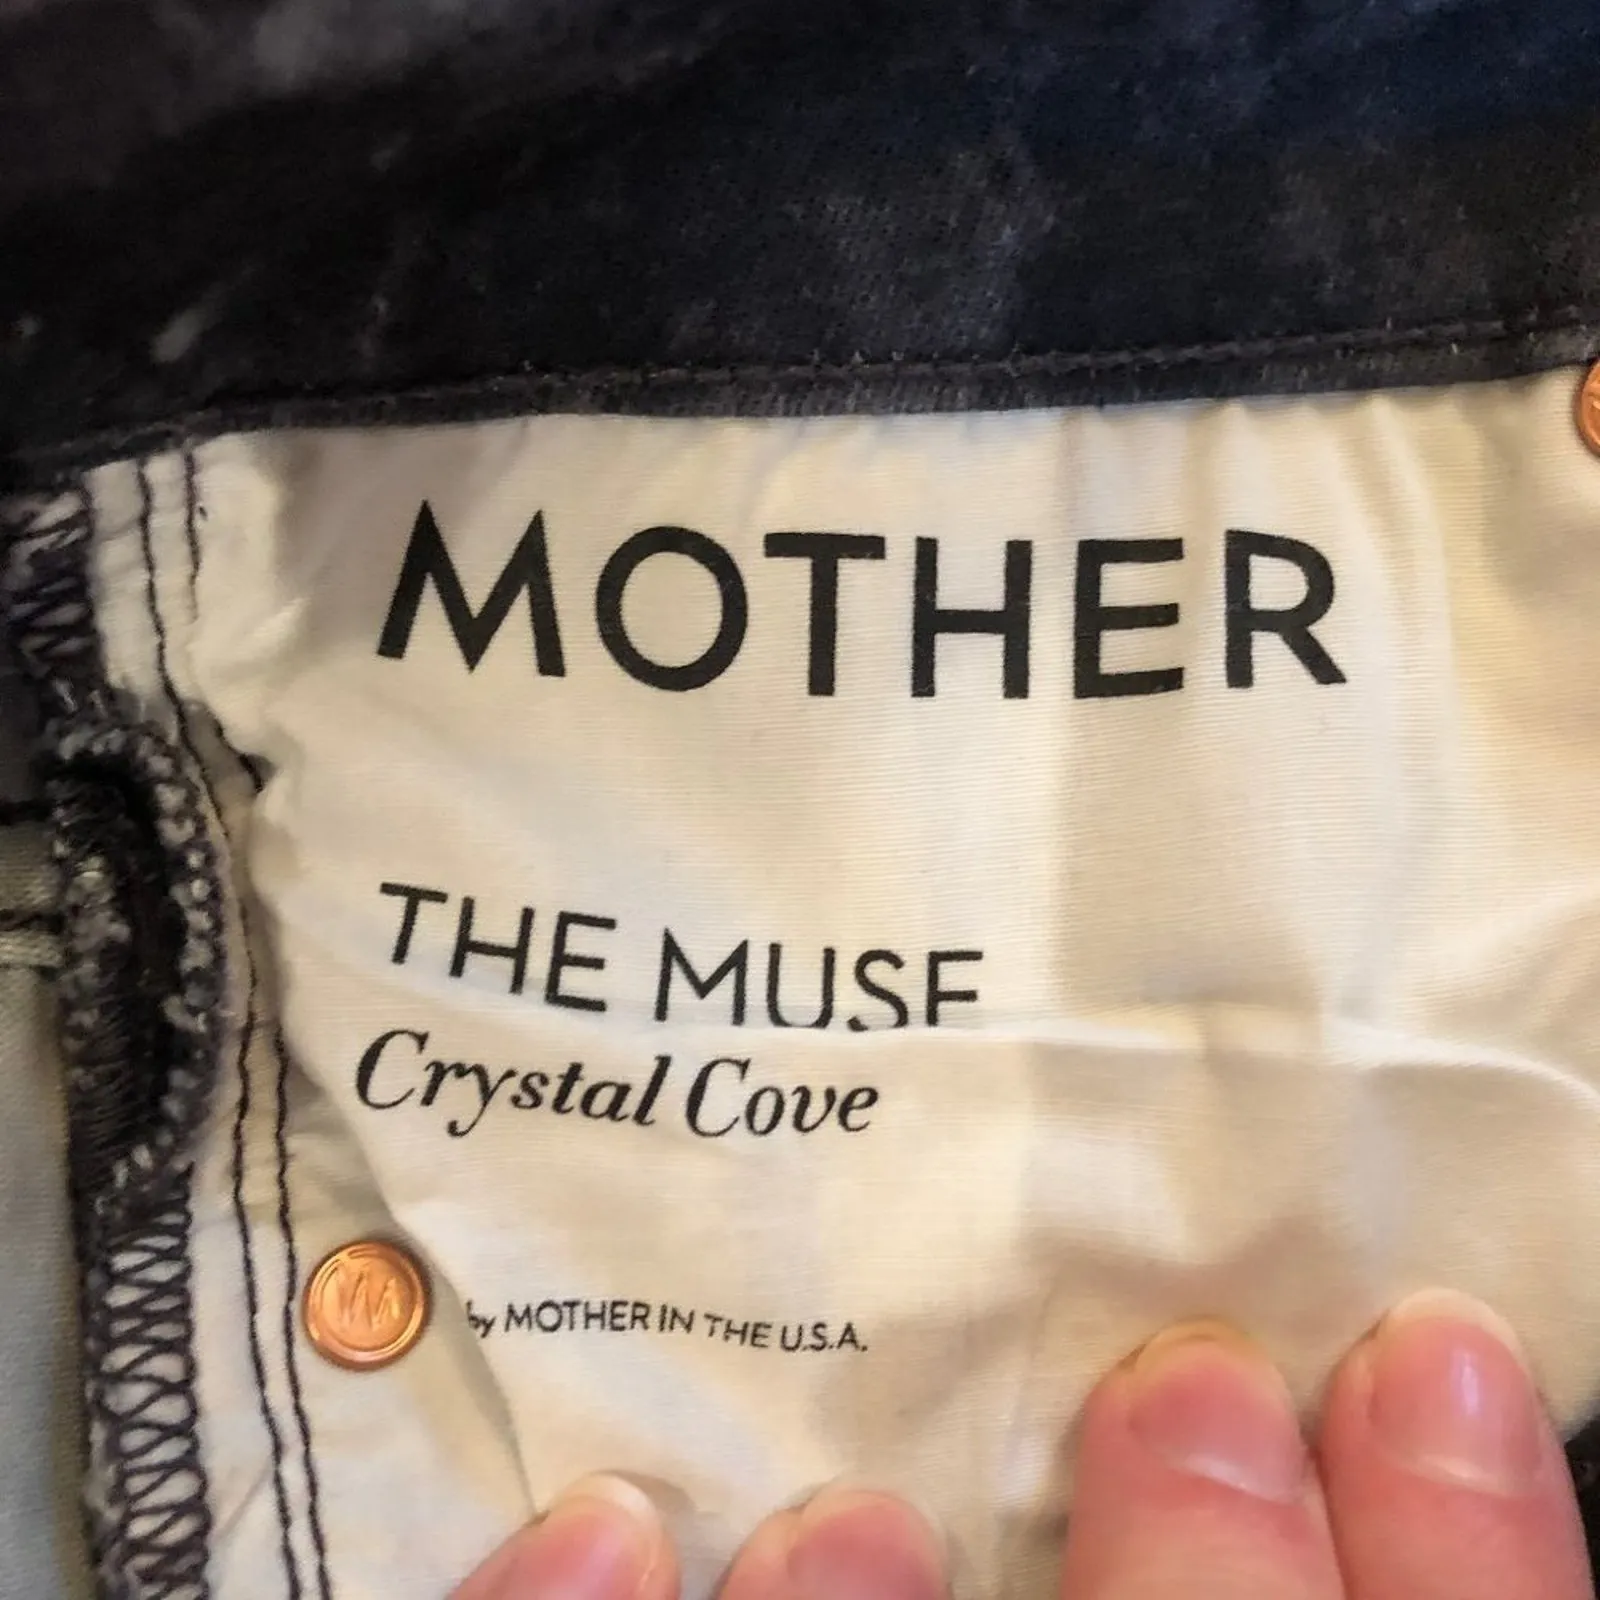 MOTHER
THE MUSE
Crystal Cove
by MOTHER IN THE U.S.A.